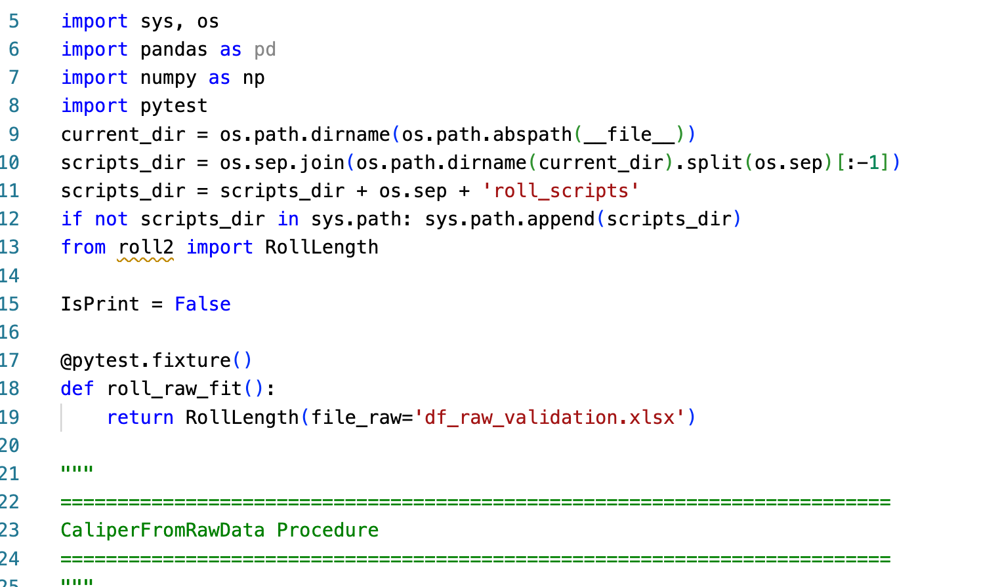 5 import sys, os
6 import pandas as pd
7 import numpy as np
8 import pytest
9 current_dir = os.path.dirname(os.path.abspath(__file__))
10 scripts_dir = os.sep.join(os.path.dirname(current_dir).split(os.sep)[:-1])
11 scripts_dir = scripts_dir + os.sep + 'roll_scripts'
12 if not scripts_dir in sys.path: sys.path.append(scripts_dir)
13 from roll2 import RollLength
14
15 IsPrint = False
16
17 @pytest.fixture()
18 def roll_raw_fit():
19     return RollLength(file_raw='df_raw_validation.xlsx')
20
21 """
22 =========================================================================
23 CaliperFromRawData Procedure
24 =========================================================================
25 """